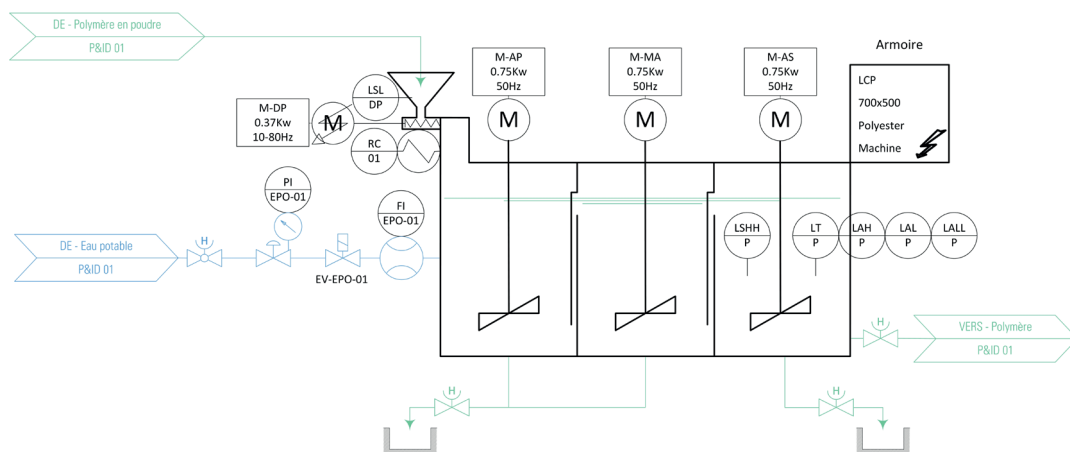 DE - Polymère en poudre
P&ID 01
Armoire
M-AP
0.75Kw
50Hz
M
M-MA
0.75Kw
50Hz
M
M-AS
0.75Kw
50Hz
M
LCP
700x500
Polyester
Machine
LSL
DP
M-DP
0.37Kw
10-80Hz
M
RC
01
PI
EPO-01
FI
EPO-01
H
DE - Eau potable
P&ID 01
EV-EPO-01
LSHH
P
LT
P
LAH
P
LAL
P
LALL
P
H
VERS - Polymère
P&ID 01
H
H